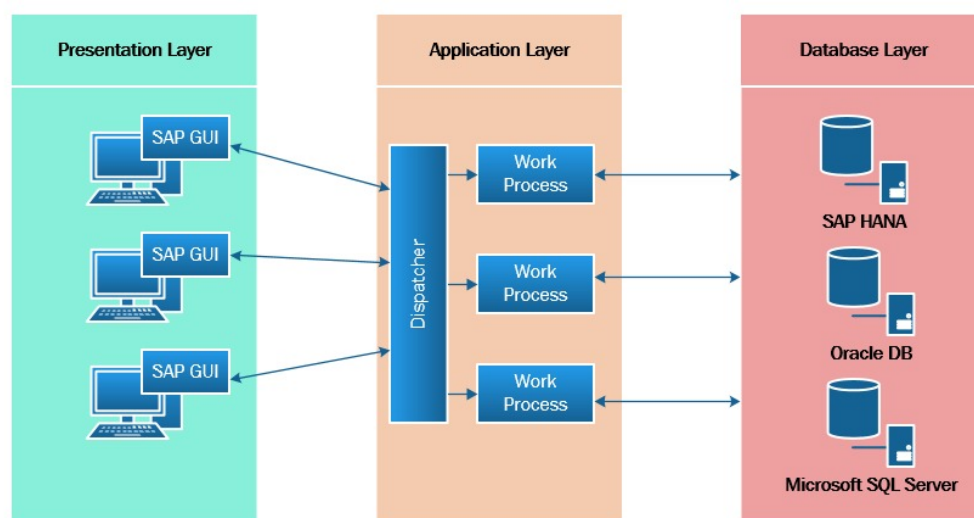 Presentation Layer
Application Layer
Database Layer
SAP GUI
SAP GUI
SAP GUI
Dispatcher
Work
Process
Work
Process
Work
Process
SAP HANA
Oracle DB
Microsoft SQL Server